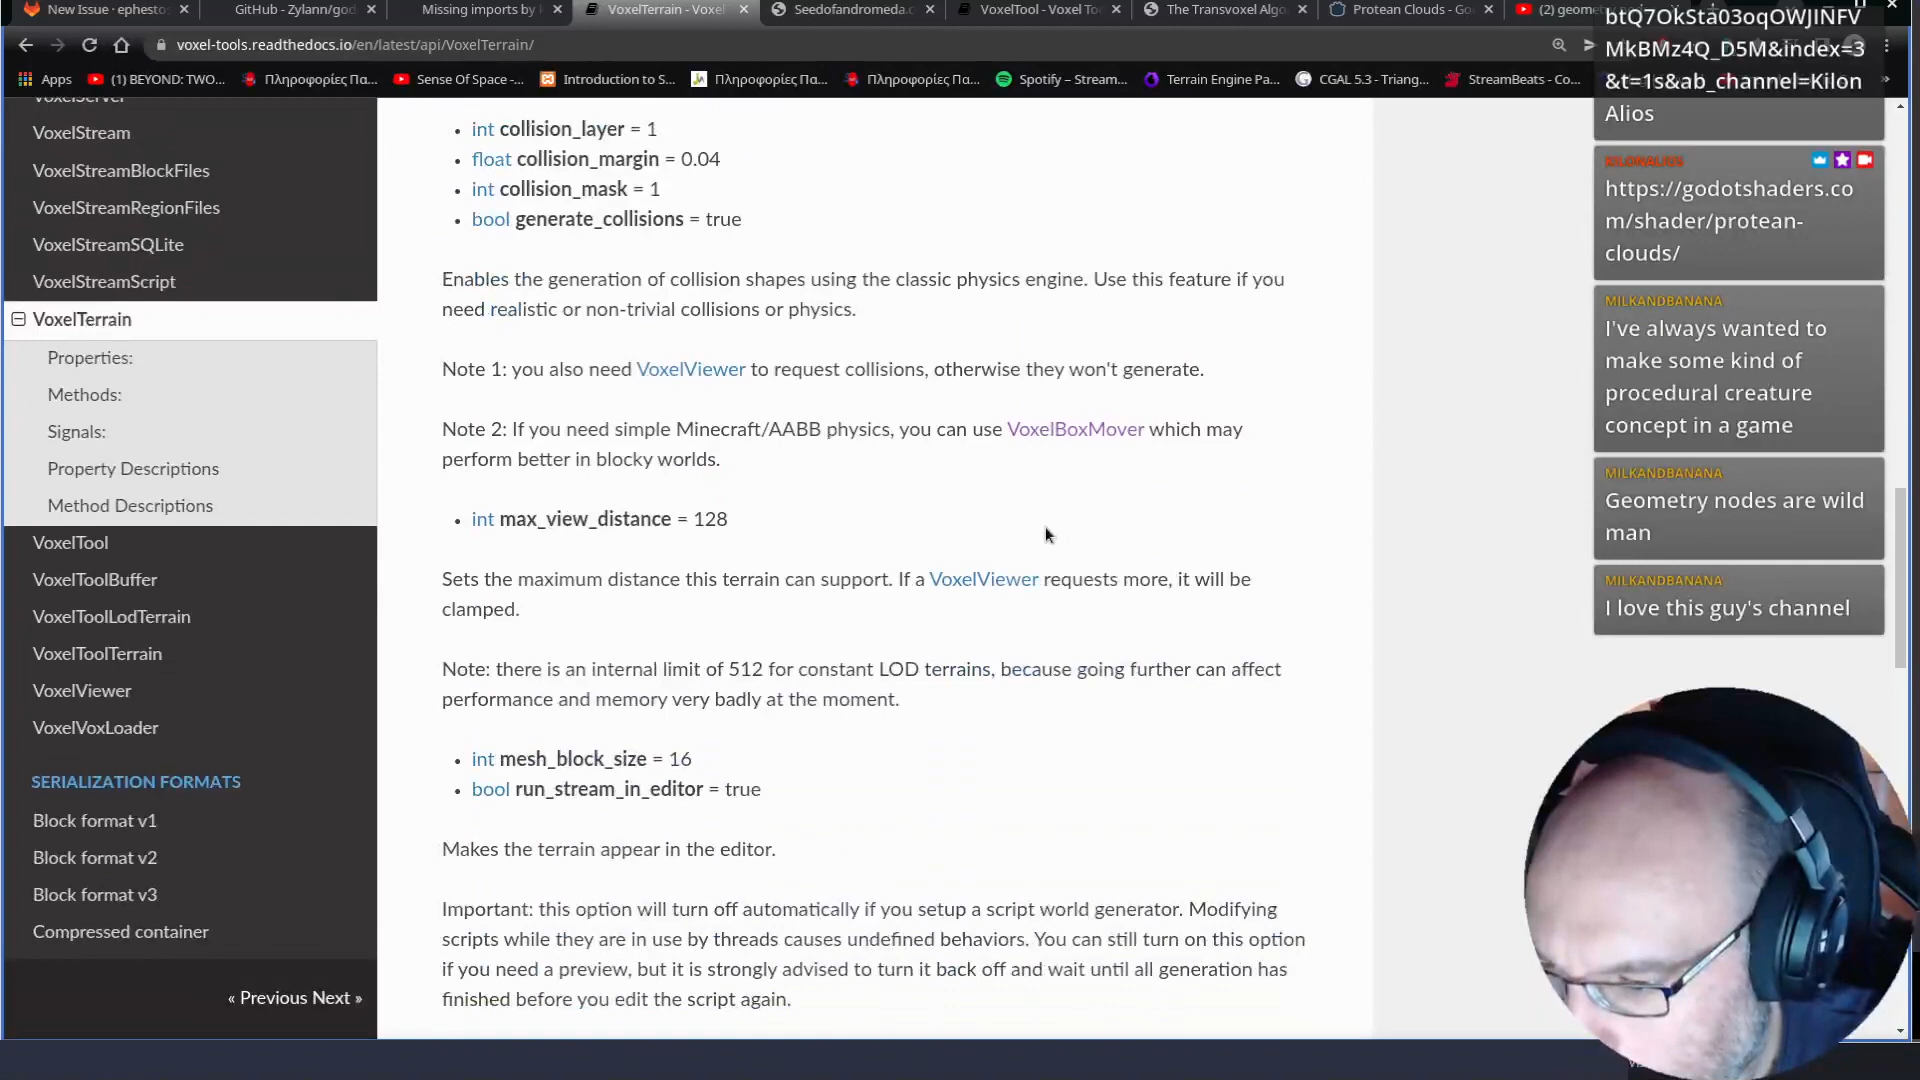 New Issue · ephestos
GitHub - Zylann/god
Missing imports by
VoxelTerrain - Voxel
Seedofandromeda.c
VoxelTool - Voxel To
The Transvoxel Algo
Protean Clouds - Go
(2) geometry
voxel-tools.readthedocs.io/en/latest/api/VoxelTerrain/
Apps
(1) BEYOND: TWO...
Πληροφορίες Πα...
Sense Of Space -...
Introduction to S...
Πληροφορίες Πα...
Πληροφορίες Πα...
Spotify – Stream...
Terrain Engine Pa...
CGAL 5.3 - Triang...
StreamBeats - Co...
»
VoxelServer
VoxelStream
VoxelStreamBlockFiles
VoxelStreamRegionFiles
VoxelStreamSQLite
VoxelStreamScript
VoxelTerrain
Properties:
Methods:
Signals:
Property Descriptions
Method Descriptions
VoxelTool
VoxelToolBuffer
VoxelToolLodTerrain
VoxelToolTerrain
VoxelViewer
VoxelVoxLoader
SERIALIZATION FORMATS
Block format v1
Block format v2
Block format v3
Compressed container
« Previous Next »
• int collision_layer = 1
• float collision_margin = 0.04
• int collision_mask = 1
• bool generate_collisions = true
Enables the generation of collision shapes using the classic physics engine. Use this feature if you
need realistic or non-trivial collisions or physics.
Note 1: you also need VoxelViewer to request collisions, otherwise they won't generate.
Note 2: If you need simple Minecraft/AABB physics, you can use VoxelBoxMover which may
perform better in blocky worlds.
• int max_view_distance = 128
Sets the maximum distance this terrain can support. If a VoxelViewer requests more, it will be
clamped.
Note: there is an internal limit of 512 for constant LOD terrains, because going further can affect
performance and memory very badly at the moment.
• int mesh_block_size = 16
• bool run_stream_in_editor = true
Makes the terrain appear in the editor.
Important: this option will turn off automatically if you setup a script world generator. Modifying
scripts while they are in use by threads causes undefined behaviors. You can still turn on this option
if you need a preview, but it is strongly advised to turn it back off and wait until all generation has
finished before you edit the script again.
btQ7OkSta03oqOWJINFV
MkBMz4Q_D5M&index=3
&t=1s&ab_channel=Kilon
Alios
KILONALIOS
https://godotshaders.co
m/shader/protean-
clouds/
MILKANDBANANA
I've always wanted to
make some kind of
procedural creature
concept in a game
MILKANDBANANA
Geometry nodes are wild
man
MILKANDBANANA
I love this guy's channel